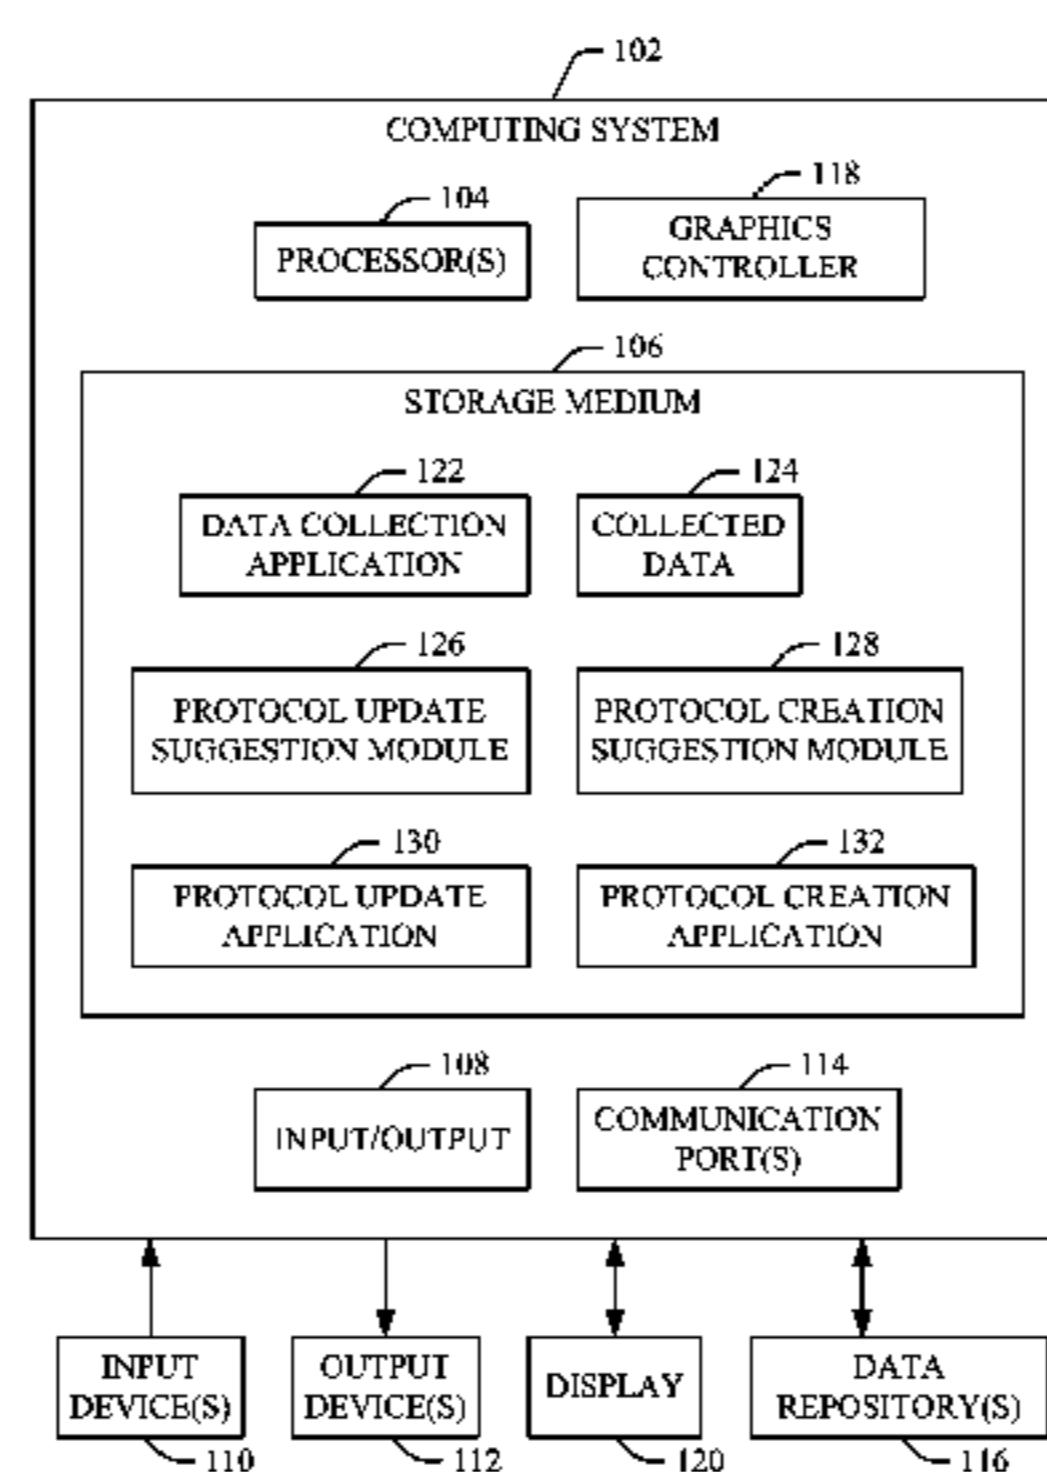 102
COMPUTING SYSTEM
104
PROCESSOR(S)
118
GRAPHICS
CONTROLLER
106
STORAGE MEDIUM
122
DATA COLLECTION
APPLICATION
124
COLLECTED
DATA
126
PROTOCOL UPDATE
SUGGESTION MODULE
128
PROTOCOL CREATION
SUGGESTION MODULE
130
PROTOCOL UPDATE
APPLICATION
132
PROTOCOL CREATION
APPLICATION
108
INPUT/OUTPUT
114
COMMUNICATION
PORT(S)
INPUT
DEVICE(S)
110
OUTPUT
DEVICE(S)
112
DISPLAY
120
DATA
REPOSITORY(S)
116